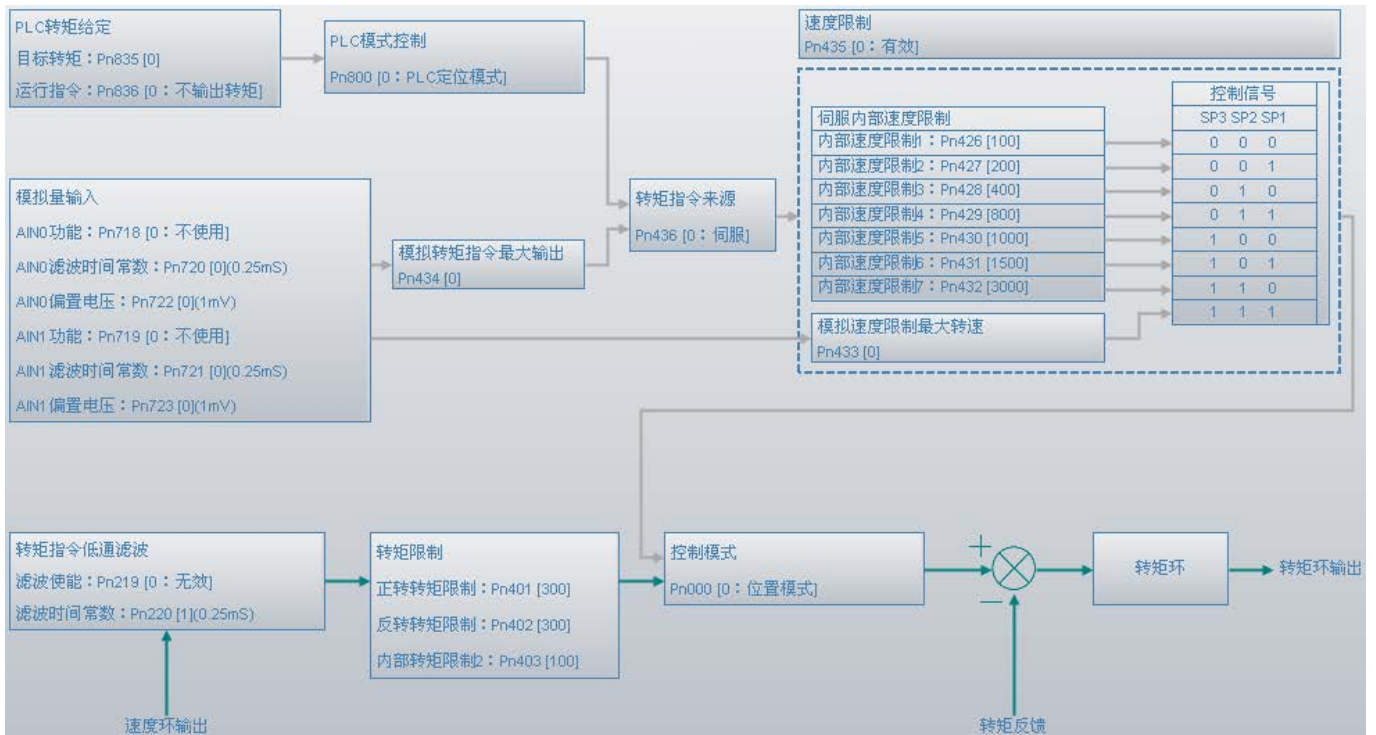 PLC转矩给定
目标转矩：Pn835 [0]
运行指令：Pn836 [0：不输出转矩]
PLC模式控制
Pn800 [0：PLC定位模式]
速度限制
Pn435 [0：有效]
控制信号
SP3 SP2 SP1
0 0 0
0 0 1
0 1 0
0 1 1
1 0 0
1 0 1
1 1 0
1 1 1
伺服内部速度限制
内部速度限制1：Pn426 [100]
内部速度限制2：Pn427 [200]
内部速度限制3：Pn428 [400]
内部速度限制4：Pn429 [800]
内部速度限制5：Pn430 [1000]
内部速度限制6：Pn431 [1500]
内部速度限制7：Pn432 [3000]
模拟速度限制最大转速
Pn433 [0]
模拟量输入
AIN0功能：Pn718 [0：不使用]
AIN0滤波时间常数：Pn720 [0](0.25mS)
AIN0偏置电压：Pn722 [0](1mV)
AIN1功能：Pn719 [0：不使用]
AIN1滤波时间常数：Pn721 [0](0.25mS)
AIN1偏置电压：Pn723 [0](1mV)
模拟转矩指令最大输出
Pn434 [0]
转矩指令来源
Pn436 [0：伺服]
转矩指令低通滤波
滤波使能：Pn219 [0：无效]
滤波时间常数：Pn220 [1](0.25mS)
速度环输出
转矩限制
正转转矩限制：Pn401 [300]
反转转矩限制：Pn402 [300]
内部转矩限制2：Pn403 [100]
控制模式
Pn000 [0：位置模式]
转矩反馈
转矩环
转矩环输出